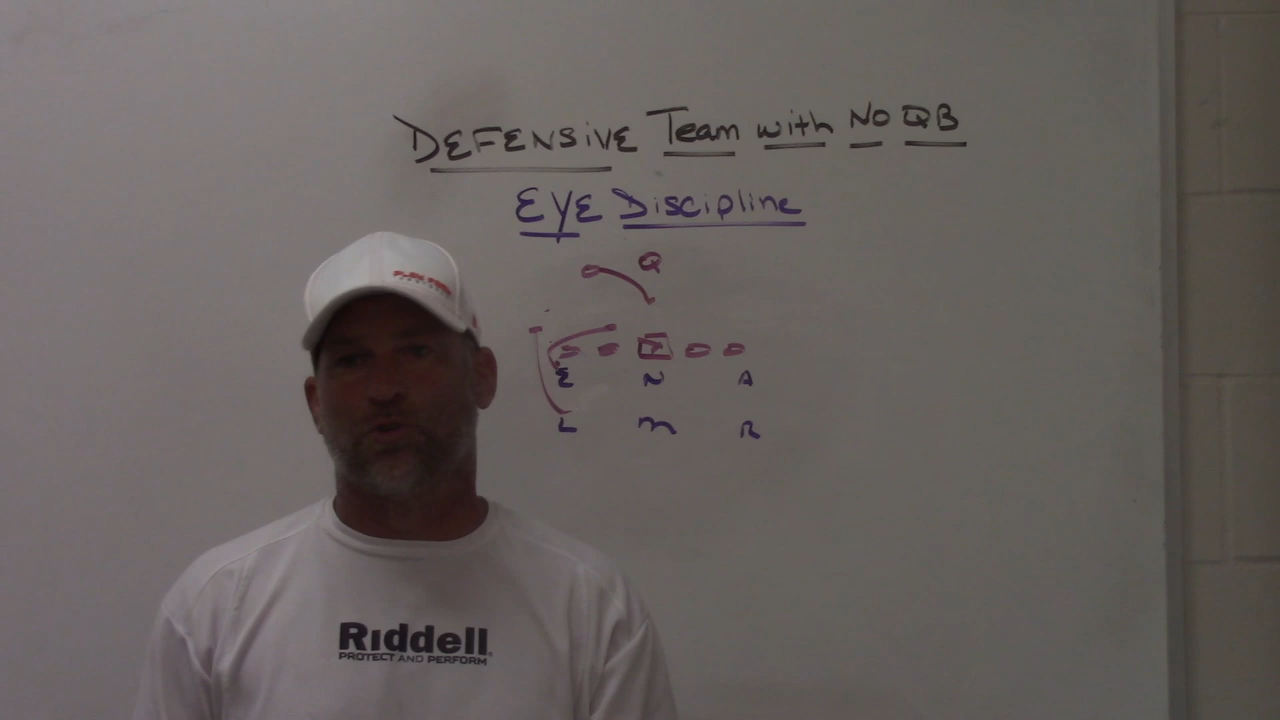 DEFENSIVE Team with No QB
EYE Discipline
Q
E N A
L M R
Riddell
PROTECT AND PERFORM